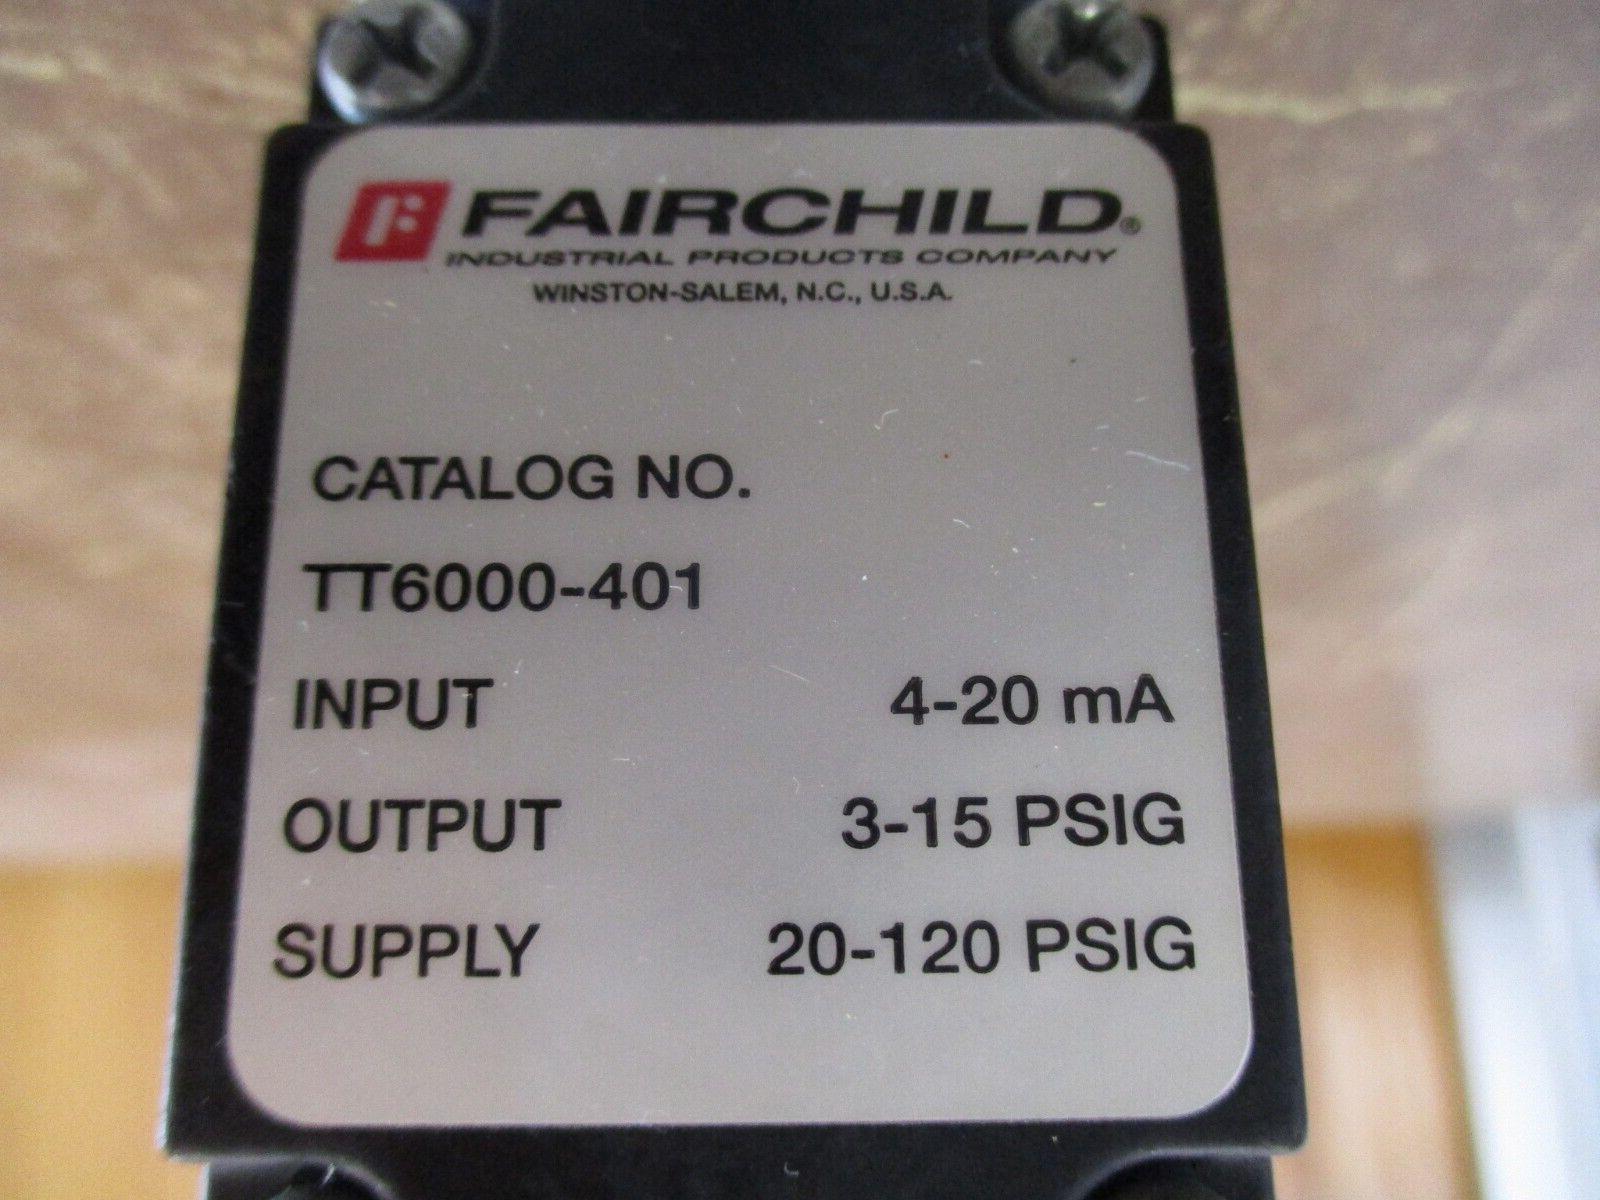 FAIRCHILD®
INDUSTRIAL PRODUCTS COMPANY
WINSTON-SALEM, N.C., U.S.A.
CATALOG NO.
TT6000-401
INPUT 4-20 mA
OUTPUT 3-15 PSIG
SUPPLY 20-120 PSIG